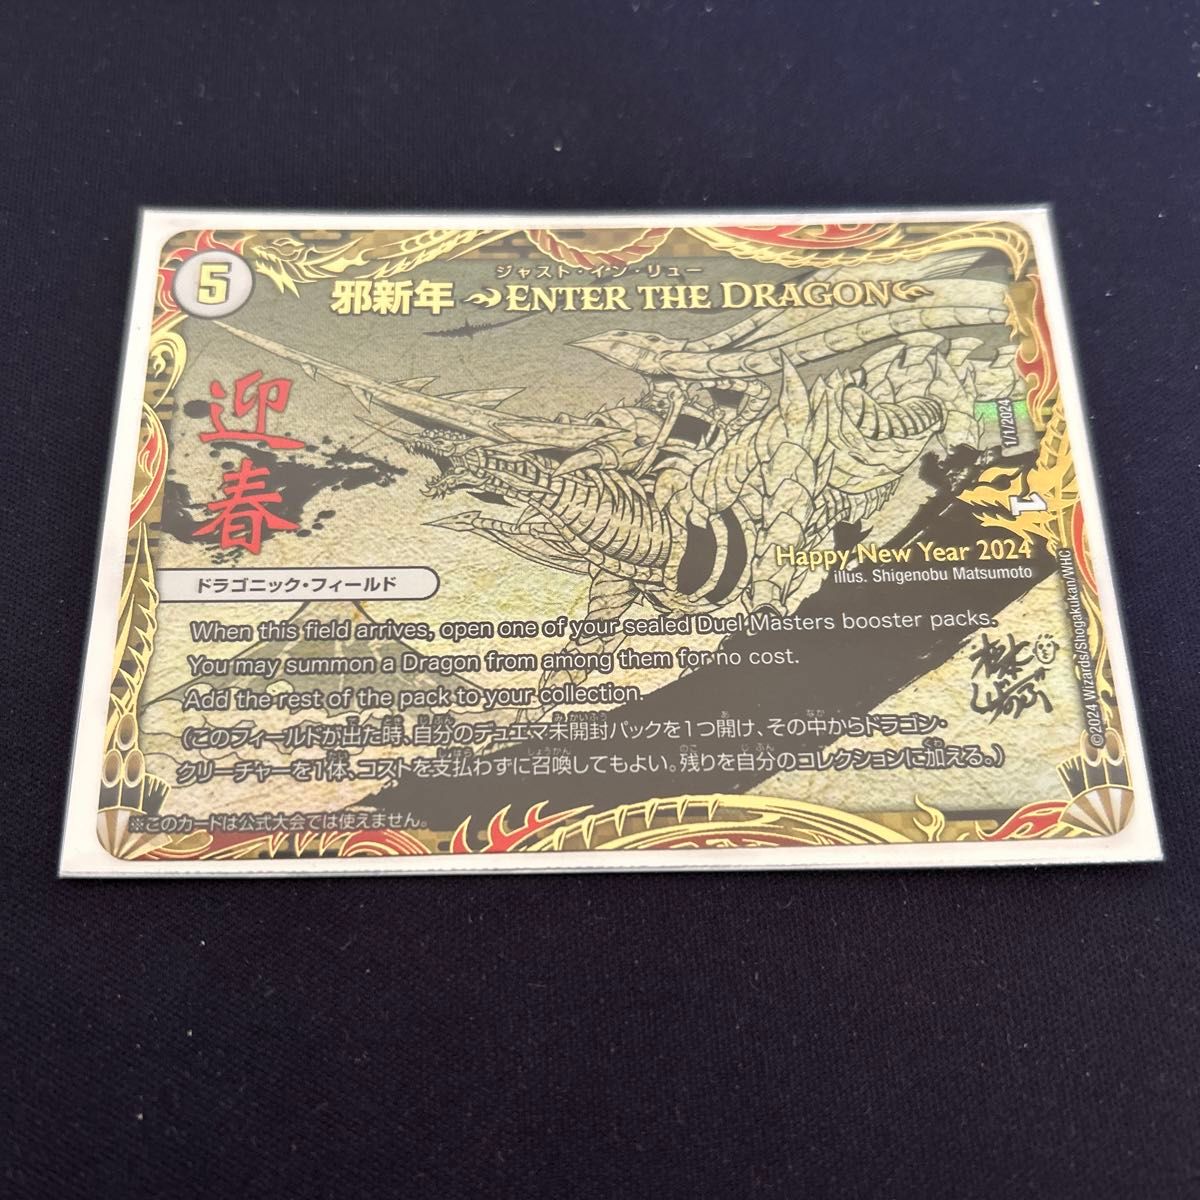 5
ジャスト・イン・リュー
邪新年 ENTER THE DRAGON
迎春
1/1/2024
1
Happy New Year 2024
illus. Shigenobu Matsumoto
ドラゴニック・フィールド
When this field arrives, open one of your sealed Duel Masters booster packs.
You may summon a Dragon from among them for no cost.
Add the rest of the pack to your collection.
(このフィールドが出た時、自分のデュエマ未開封パックを1つ開け、その中からドラゴン・
クリーチャーを1体、コストを支払わずに召喚してもよい。残りを自分のコレクションに加える。)
※このカードは公式大会では使えません。
©2024 Wizards/Shogakukan/WHC